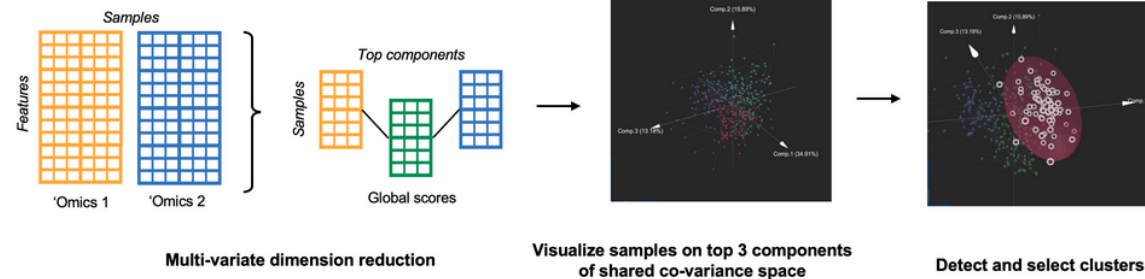 Samples
Features
'Omics 1
'Omics 2
Top components
Samples
Global scores
Multi-variate dimension reduction
Comp.2 (15.89%)
Comp.3 (13.18%)
Comp.1 (34.91%)
Visualize samples on top 3 components
of shared co-variance space
Comp.2 (15.89%)
Comp.3 (13.18%)
Comp.
Detect and select clusters